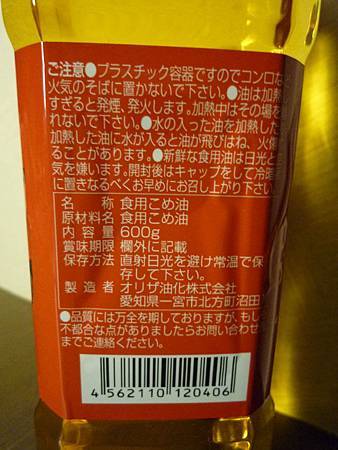 ご注意●プラスチック容器ですのでコンロな
火気のそばに置かないで下さい。●油は加熱
すぎると発煙、発火します。加熱中はその場を
れないで下さい。●水の入った油を加熱した
加熱した油に水が入ると油が飛びはね、火傷
ることがあります。●新鮮な食用油は日光と
気を嫌います。開封後はキャップをして冷暗
に置きなるべくお早めにお召し上がり下さい。
名称 食用こめ油
原材料名 食用こめ油
内容量 600g
賞味期限 欄外に記載
保存方法 直射日光を避け常温で保
存して下さい。
製造者 オリザ油化株式会社
愛知県一宮市北方町沼田
●品質には万全を期しておりますが、もし
不都合な点がありましたらお問い合わせ
までご連絡ください。
4 562110 120406